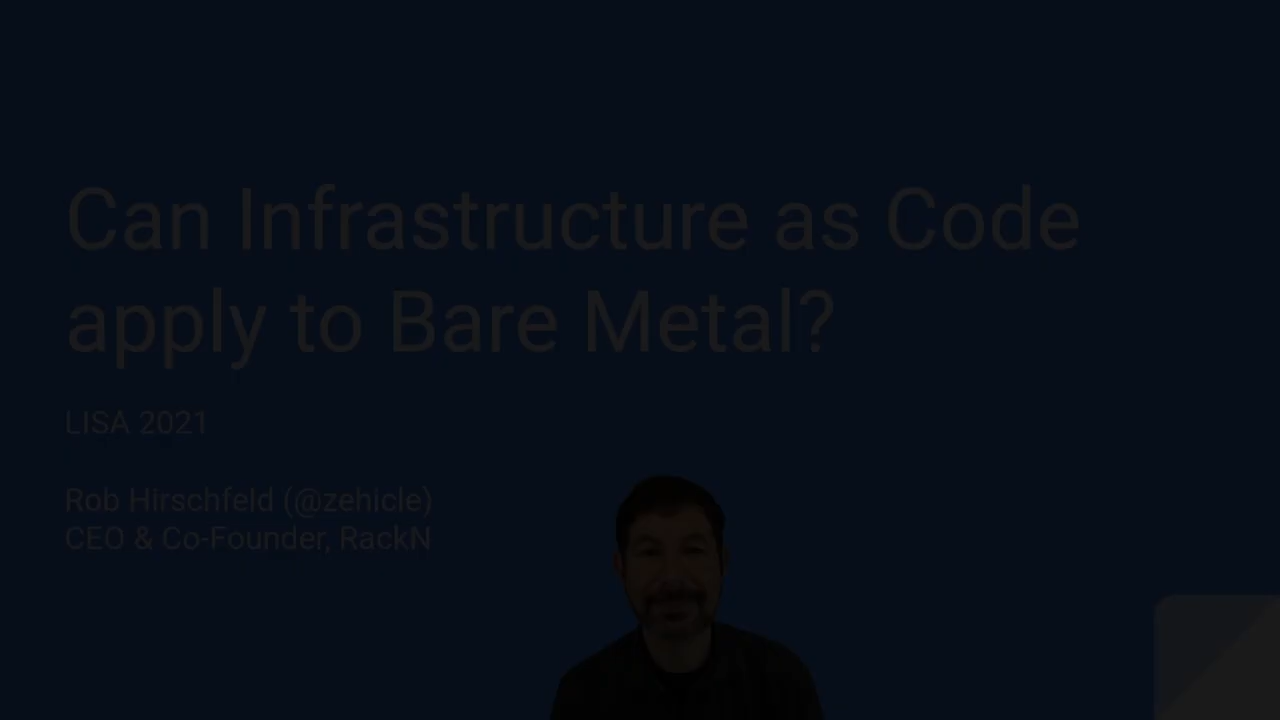 Can Infrastructure as Code
apply to Bare Metal?
LISA 2021
Rob Hirschfeld (@zehicle)
CEO & Co-Founder, RackN